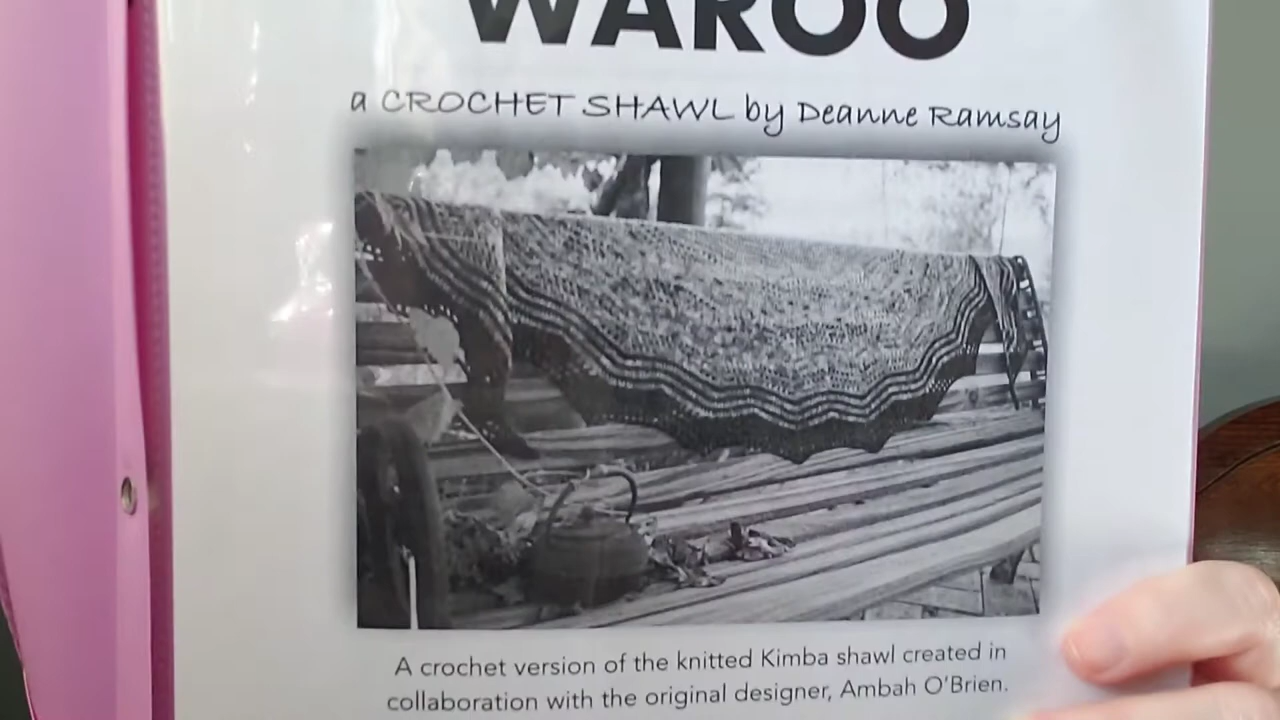 WAROO
a CROCHET SHAWL by Deanne Ramsay
A crochet version of the knitted Kimba shawl created in
collaboration with the original designer, Ambah O'Brien.